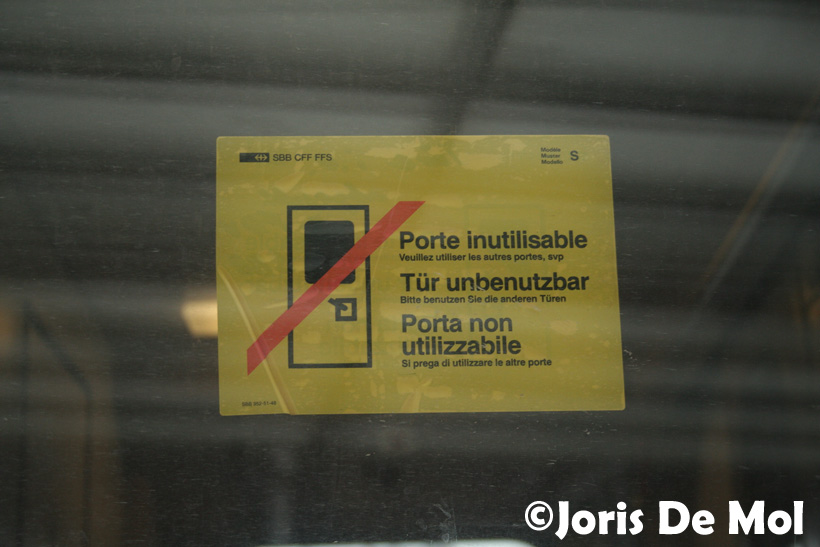 SBB CFF FFS
Modèle
Muster
Modello
S
Porte inutilisable
Veuillez utiliser les autres portes, svp
Tür unbenutzbar
Bitte benutzen Sie die anderen Türen
Porta non
utilizzabile
Si prega di utilizzare le altre porte
©Joris De Mol